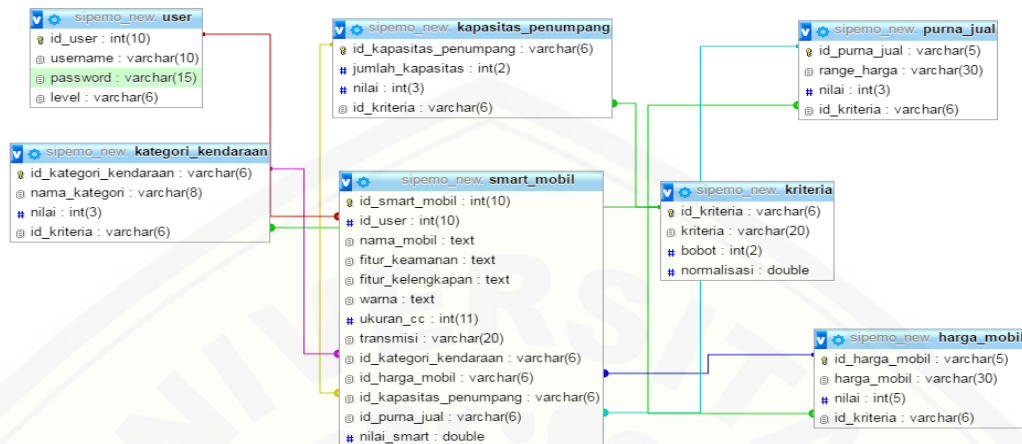 sipemo_new. user
id_user : int(10)
username : varchar(10)
password : varchar(15)
level : varchar(6)
sipemo_new. kapasitas_penumpang
id_kapasitas_penumpang : varchar(6)
jumlah_kapasitas : int(2)
nilai : int(3)
id_kriteria : varchar(6)
sipemo_new. purna_jual
id_purna_jual : varchar(5)
range_harga : varchar(30)
nilai : int(3)
id_kriteria : varchar(6)
sipemo_new. kategori_kendaraan
id_kategori_kendaraan : varchar(6)
nama_kategori : varchar(8)
nilai : int(3)
id_kriteria : varchar(6)
sipemo_new. smart_mobil
id_smart_mobil : int(10)
id_user : int(10)
nama_mobil : text
fitur_keamanan : text
fitur_kelengkapan : text
warna : text
ukuran_cc : int(11)
transmisi : varchar(20)
id_kategori_kendaraan : varchar(6)
id_harga_mobil : varchar(6)
id_kapasitas_penumpang : varchar(6)
id_purna_jual : varchar(6)
nilai_smart : double
sipemo_new. kriteria
id_kriteria : varchar(6)
kriteria : varchar(20)
bobot : int(2)
normalisasi : double
sipemo_new. harga_mobil
id_harga_mobil : varchar(5)
harga_mobil : varchar(30)
nilai : int(5)
id_kriteria : varchar(6)